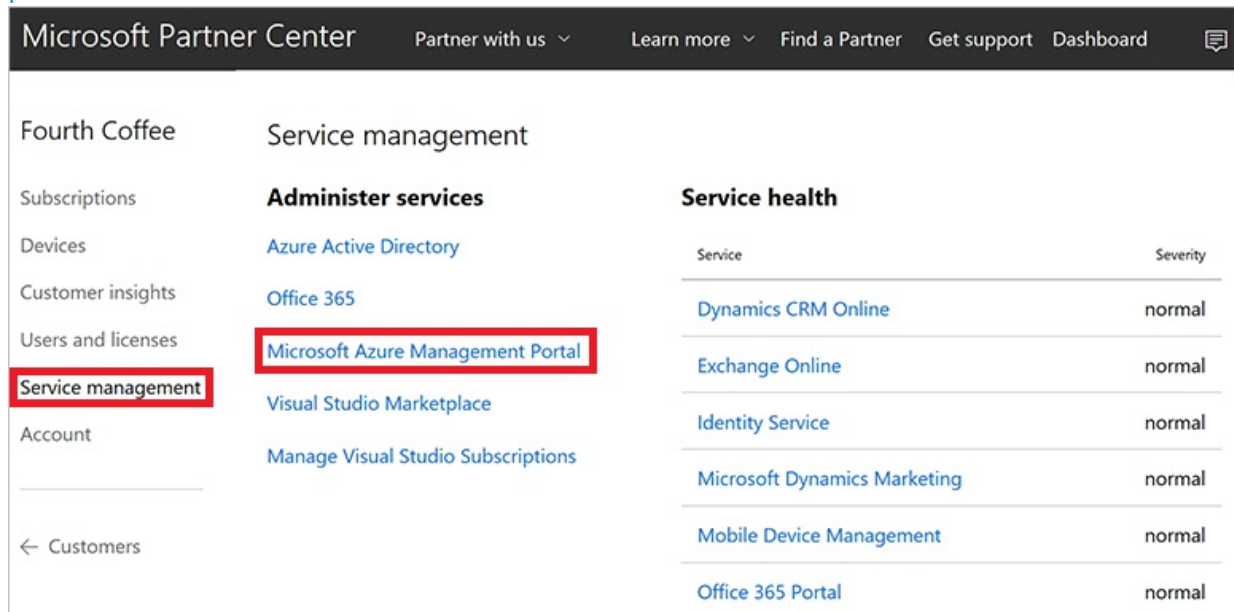 Microsoft Partner Center Partner with us Learn more Find a Partner Get support Dashboard
Fourth Coffee
Subscriptions
Devices
Customer insights
Users and licenses
Service management
Account
← Customers
Service management
Administer services
Azure Active Directory
Office 365
Microsoft Azure Management Portal
Visual Studio Marketplace
Manage Visual Studio Subscriptions
Service health
Service Severity
Dynamics CRM Online normal
Exchange Online normal
Identity Service normal
Microsoft Dynamics Marketing normal
Mobile Device Management normal
Office 365 Portal normal